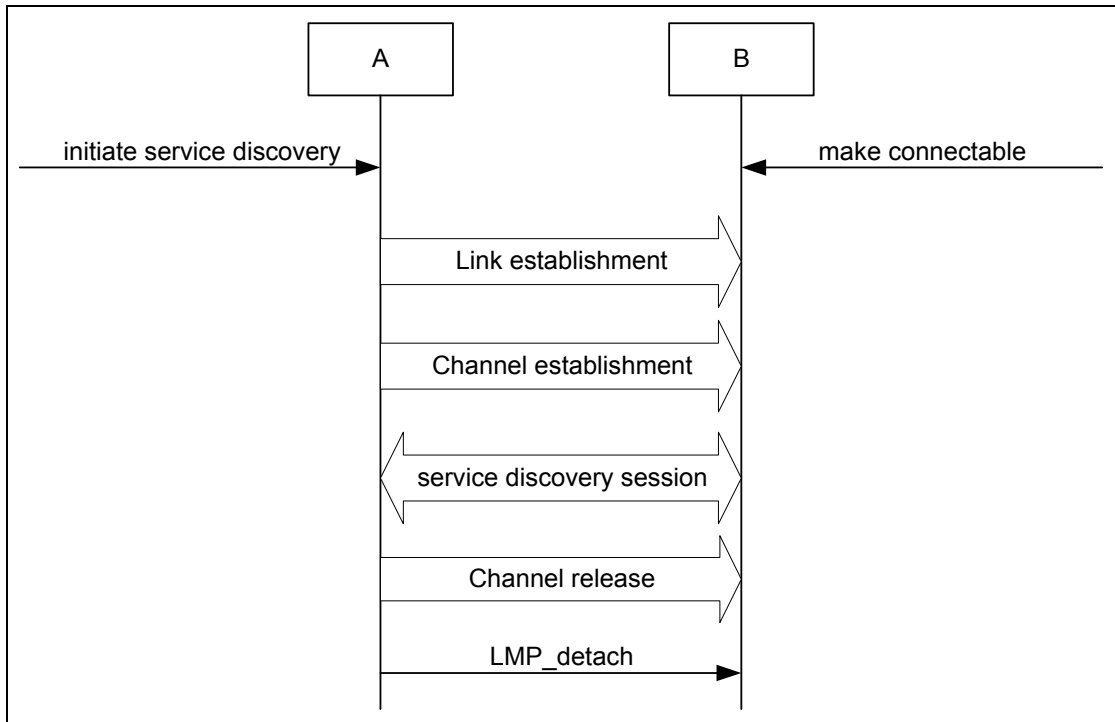 A
B
initiate service discovery
make connectable
Link establishment
Channel establishment
service discovery session
Channel release
LMP_detach